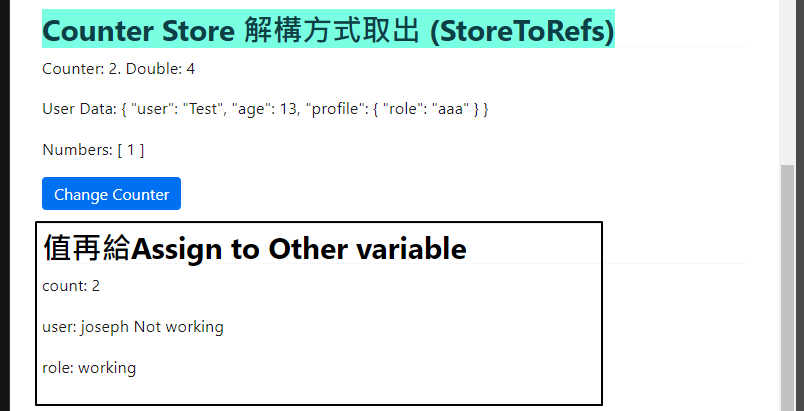 Counter Store 解構方式取出 (StoreToRefs)
Counter: 2. Double: 4
User Data: { "user": "Test", "age": 13, "profile": { "role": "aaa" } }
Numbers: [ 1 ]
Change Counter
值再給Assign to Other variable
count: 2
user: joseph Not working
role: working